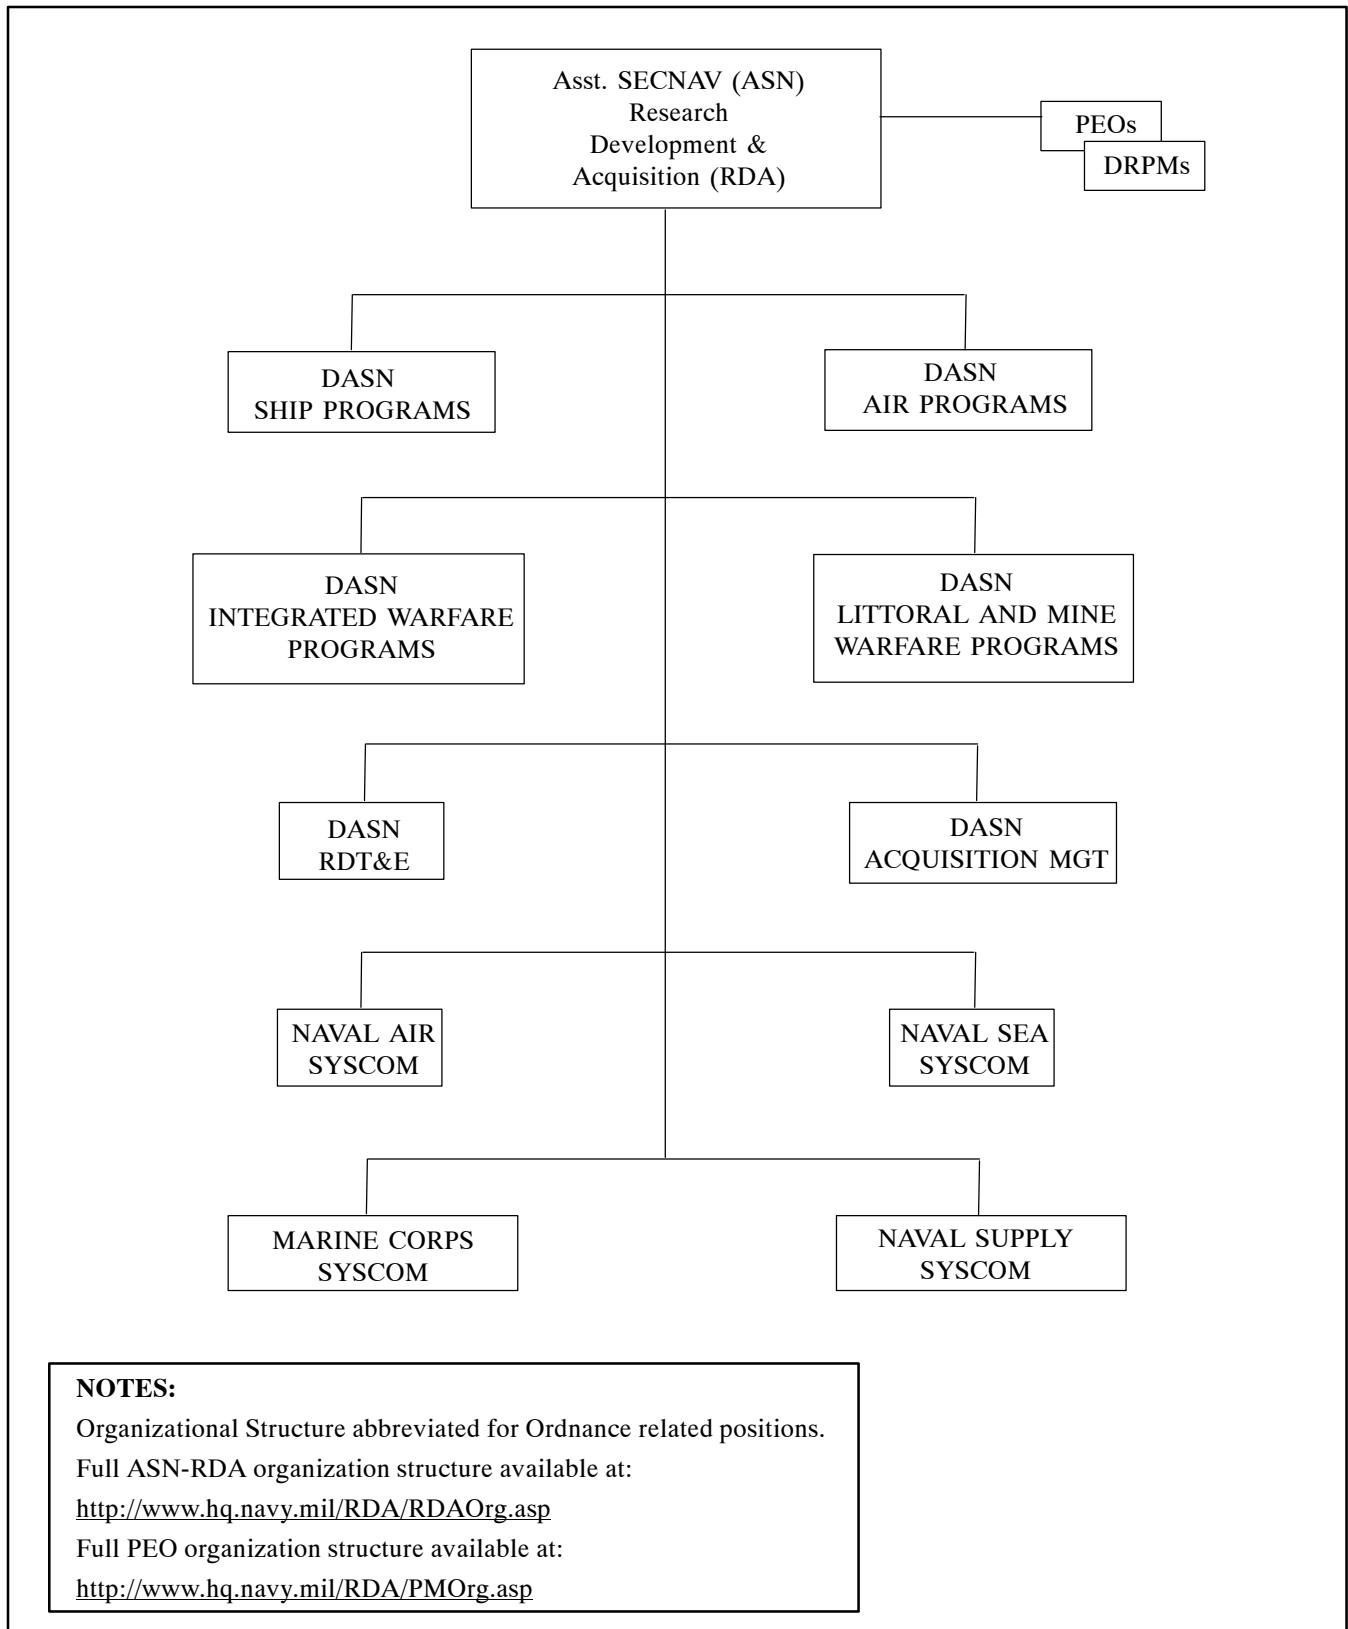 Asst. SECNAV (ASN)
Research
Development &
Acquisition (RDA)
PEOs
DRPMs
DASN
SHIP PROGRAMS
DASN
AIR PROGRAMS
DASN
INTEGRATED WARFARE
PROGRAMS
DASN
LITTORAL AND MINE
WARFARE PROGRAMS
DASN
RDT&E
DASN
ACQUISITION MGT
NAVAL AIR
SYSCOM
NAVAL SEA
SYSCOM
MARINE CORPS
SYSCOM
NAVAL SUPPLY
SYSCOM
NOTES:
Organizational Structure abbreviated for Ordnance related positions.
Full ASN-RDA organization structure available at:
http://www.hq.navy.mil/RDA/RDAOrg.asp
Full PEO organization structure available at:
http://www.hq.navy.mil/RDA/PMOrg.asp